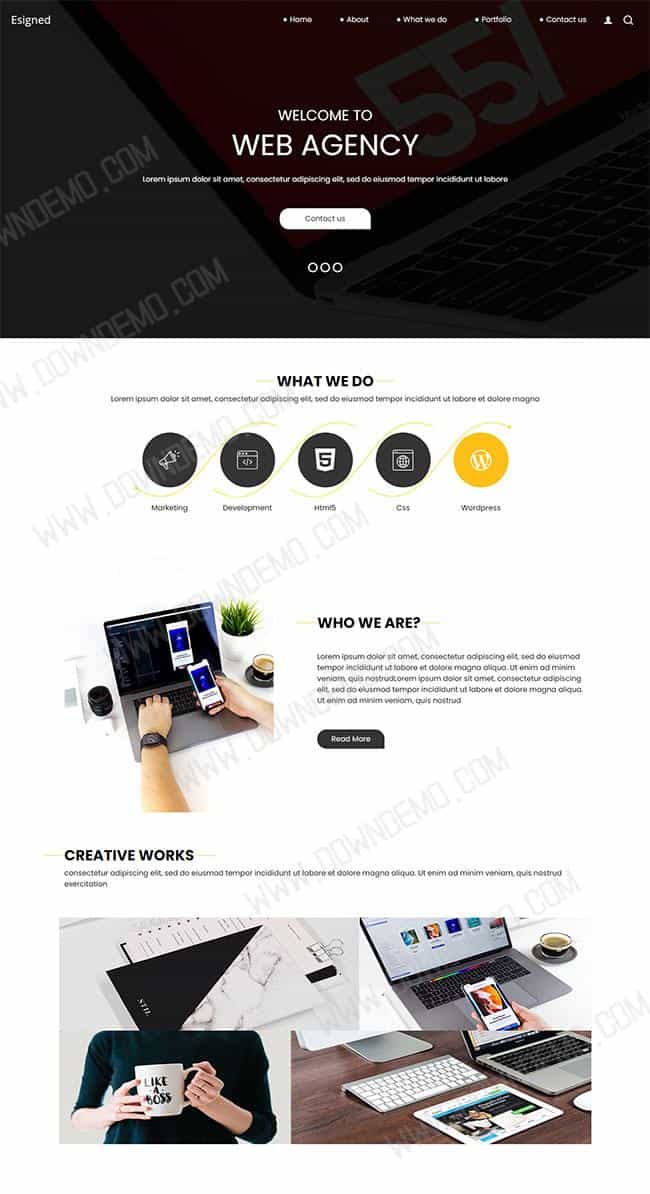 Esigned
Home About What we do Portfolio Contact us
55/
WELCOME TO
WEB AGENCY
Lorem ipsum dolor sit amet, consectetur adipiscing elit, sed do eiusmod tempor incididunt ut labore
Contact us
WHAT WE DO
Lorem ipsum dolor sit amet, consectetur adipiscing elit, sed do eiusmod tempor incididunt ut labore et dolore magna
Marketing Development Html5 Css Wordpress
WHO WE ARE?
Lorem ipsum dolor sit amet, consectetur adipiscing elit, sed do eiusmod
tempor incididunt ut labore et dolore magna aliqua. Ut enim ad minim
veniam, quis nostrudLorem ipsum dolor sit amet, consectetur adipiscing
elit, sed do eiusmod tempor incididunt ut labore et dolore magna aliqua.
Ut enim ad minim veniam, quis nostrud
Read More
CREATIVE WORKS
consectetur adipiscing elit, sed do eiusmod tempor incididunt ut labore et dolore magna aliqua. Ut enim ad minim veniam, quis nostrud
exercitation
LIKE
A
BOSS
WWW.DOWNDEMO.COM